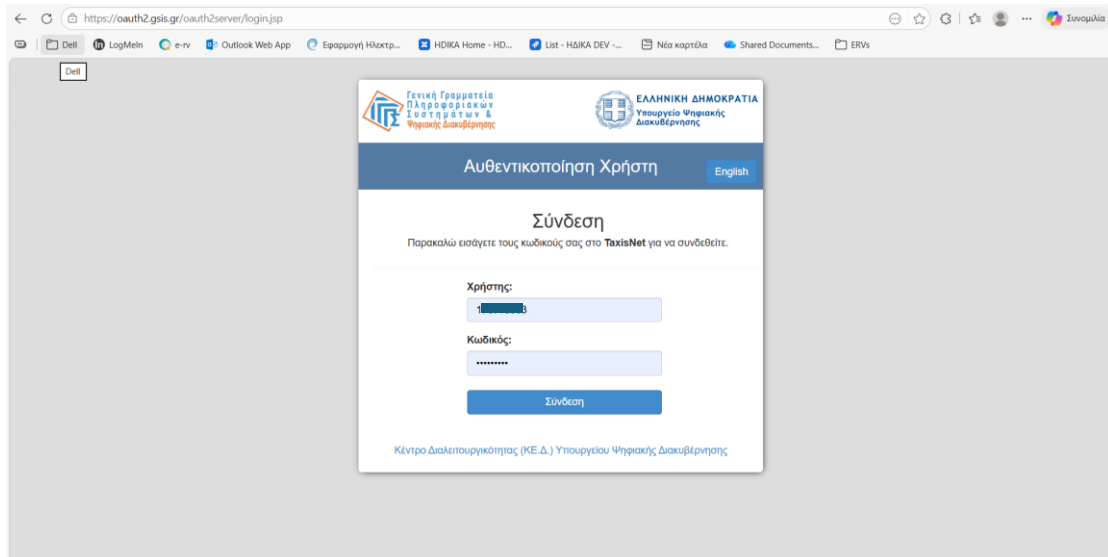 https://oauth2.gsis.gr/oauth2server/login.jsp
Συνομιλία
Dell LogMeIn e-rv Outlook Web App Εφαρμογή Ηλεκτρ... HDIKA Home - HD... List - ΗΔΙΚΑ DEV -... Νέα καρτέλα Shared Documents... ERVs
Dell
Γενική Γραμματεία
Πληροφοριακών
Συστημάτων &
Ψηφιακής Διακυβέρνησης
ΕΛΛΗΝΙΚΗ ΔΗΜΟΚΡΑΤΙΑ
Υπουργείο Ψηφιακής
Διακυβέρνησης
Αυθεντικοποίηση Χρήστη
English
Σύνδεση
Παρακαλώ εισάγετε τους κωδικούς σας στο TaxisNet για να συνδεθείτε.
Χρήστης:
Κωδικός:
•••••••••
Σύνδεση
Κέντρο Διαλειτουργικότητας (ΚΕ.Δ.) Υπουργείου Ψηφιακής Διακυβέρνησης